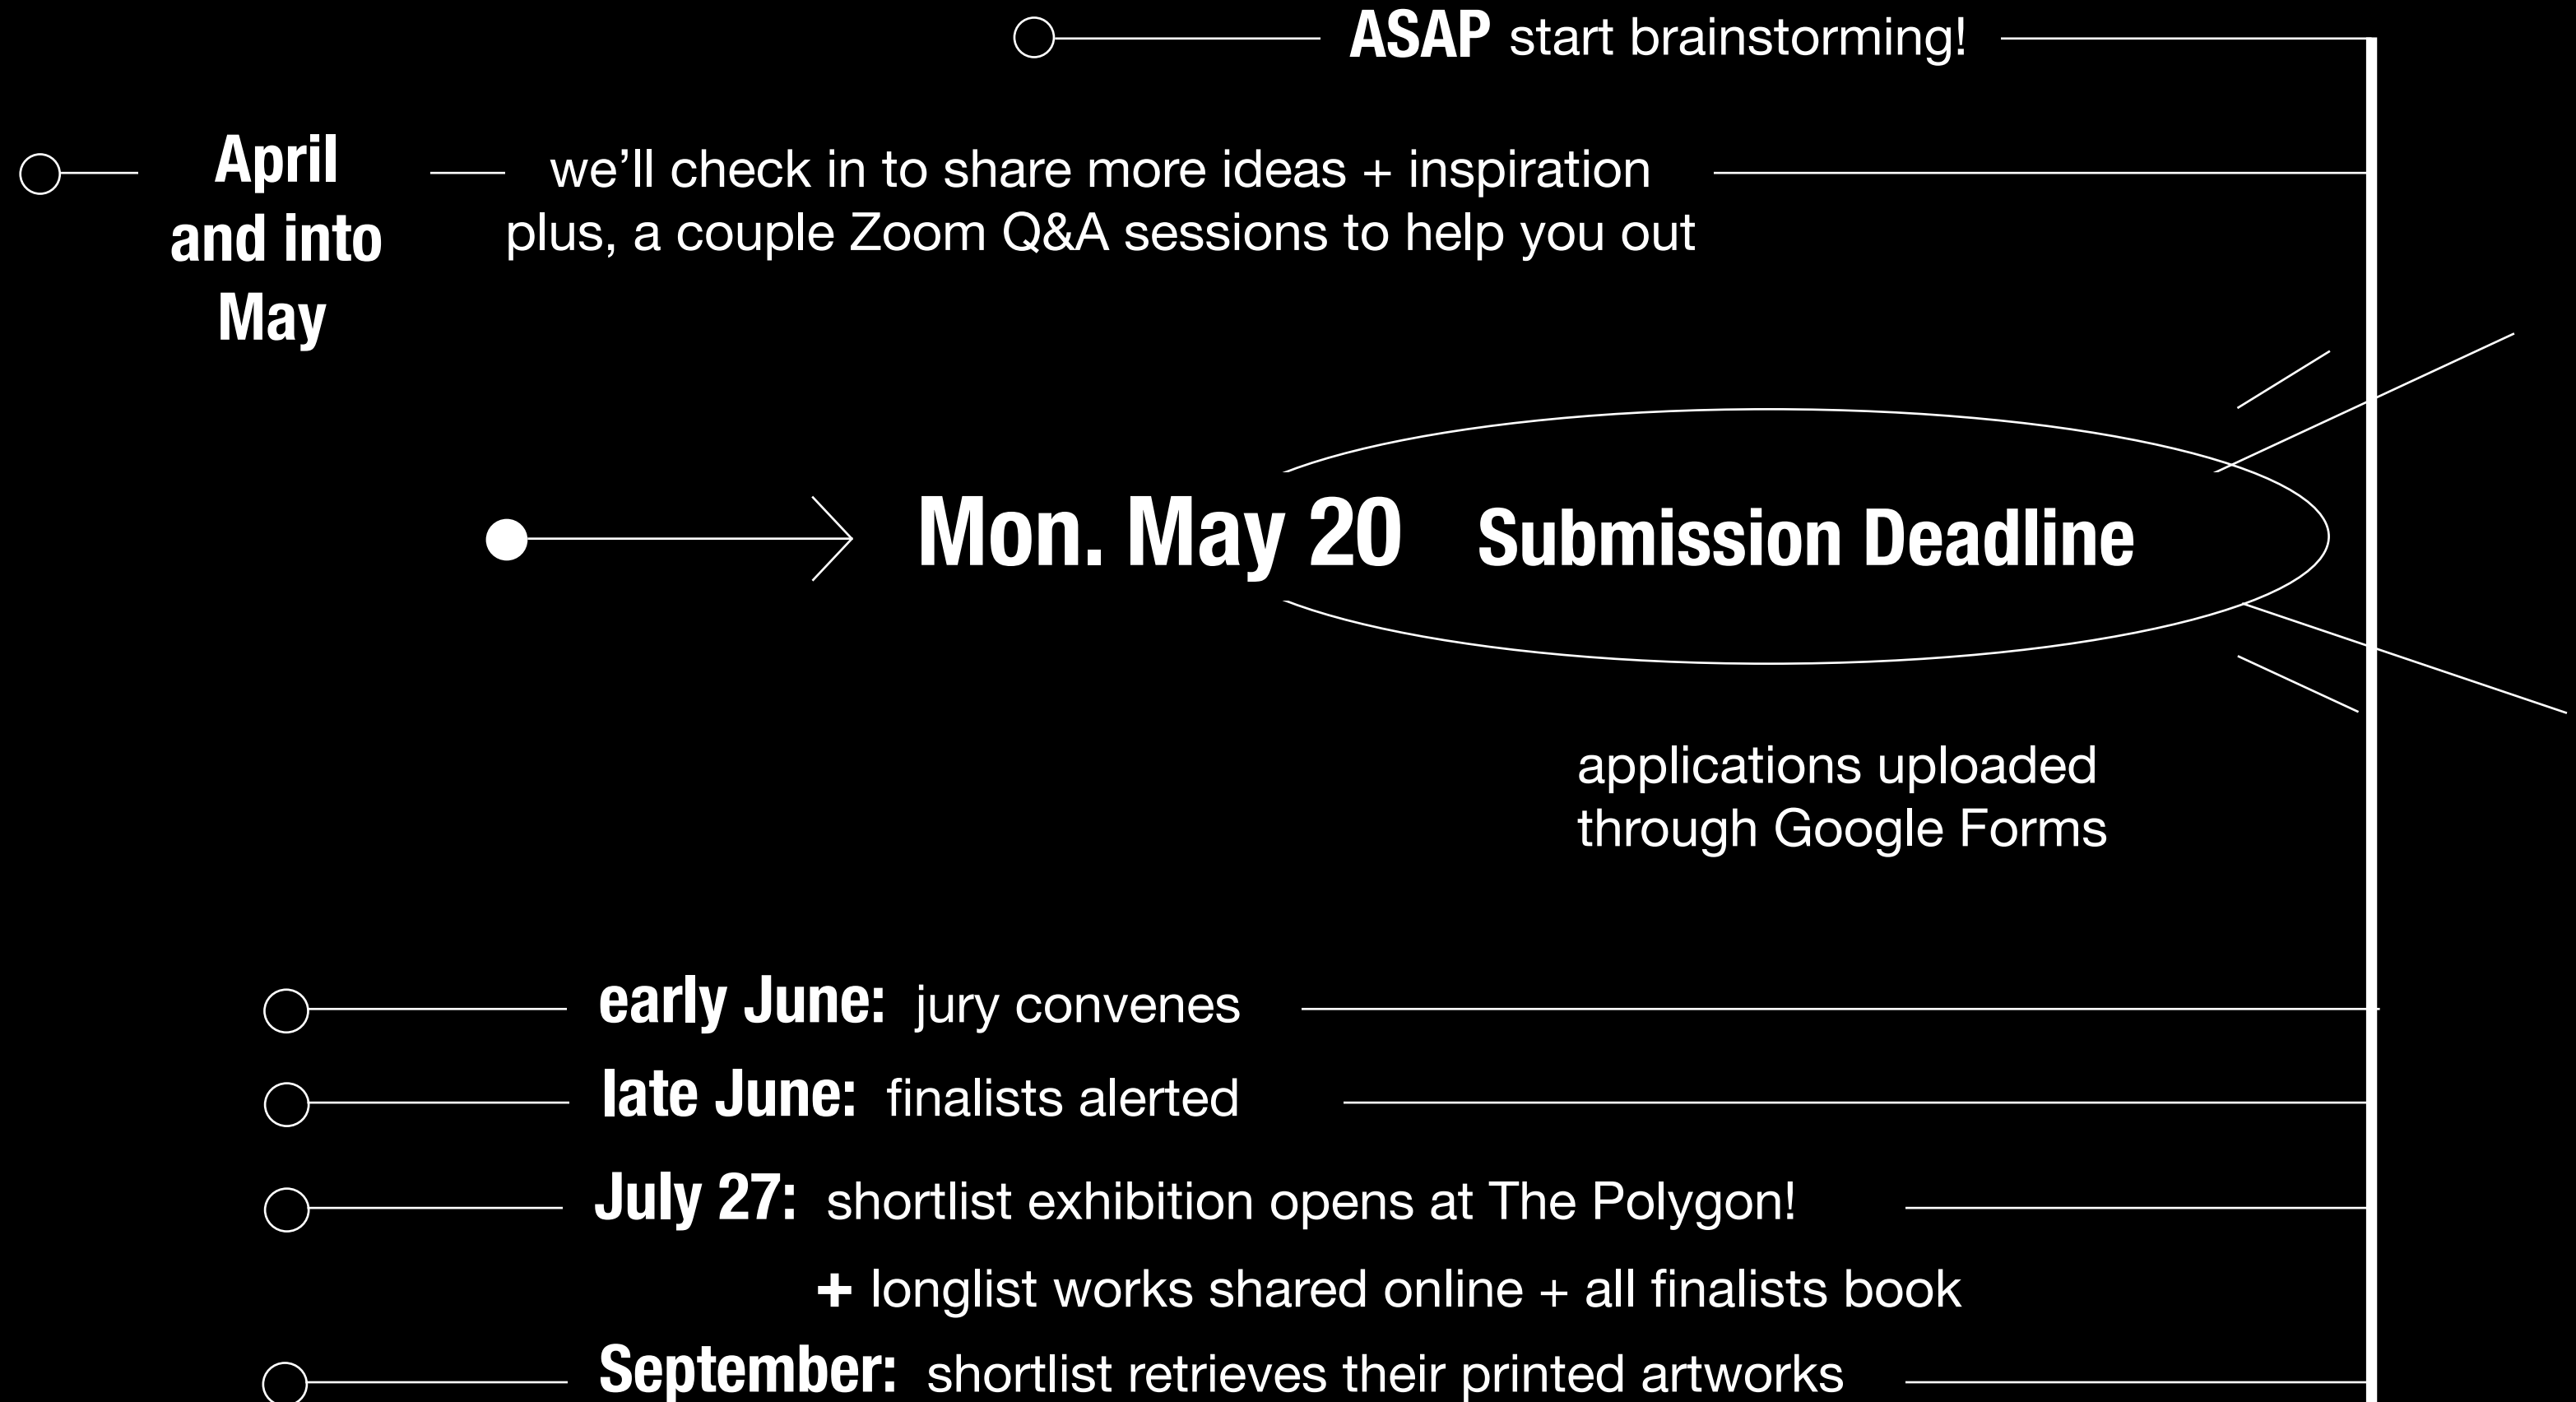 ASAP start brainstorming!
April
and into
May
we’ll check in to share more ideas + inspiration
plus, a couple Zoom Q&A sessions to help you out
Mon. May 20 Submission Deadline
applications uploaded
through Google Forms
early June: jury convenes
late June: finalists alerted
July 27: shortlist exhibition opens at The Polygon!
+ longlist works shared online + all finalists book
September: shortlist retrieves their printed artworks